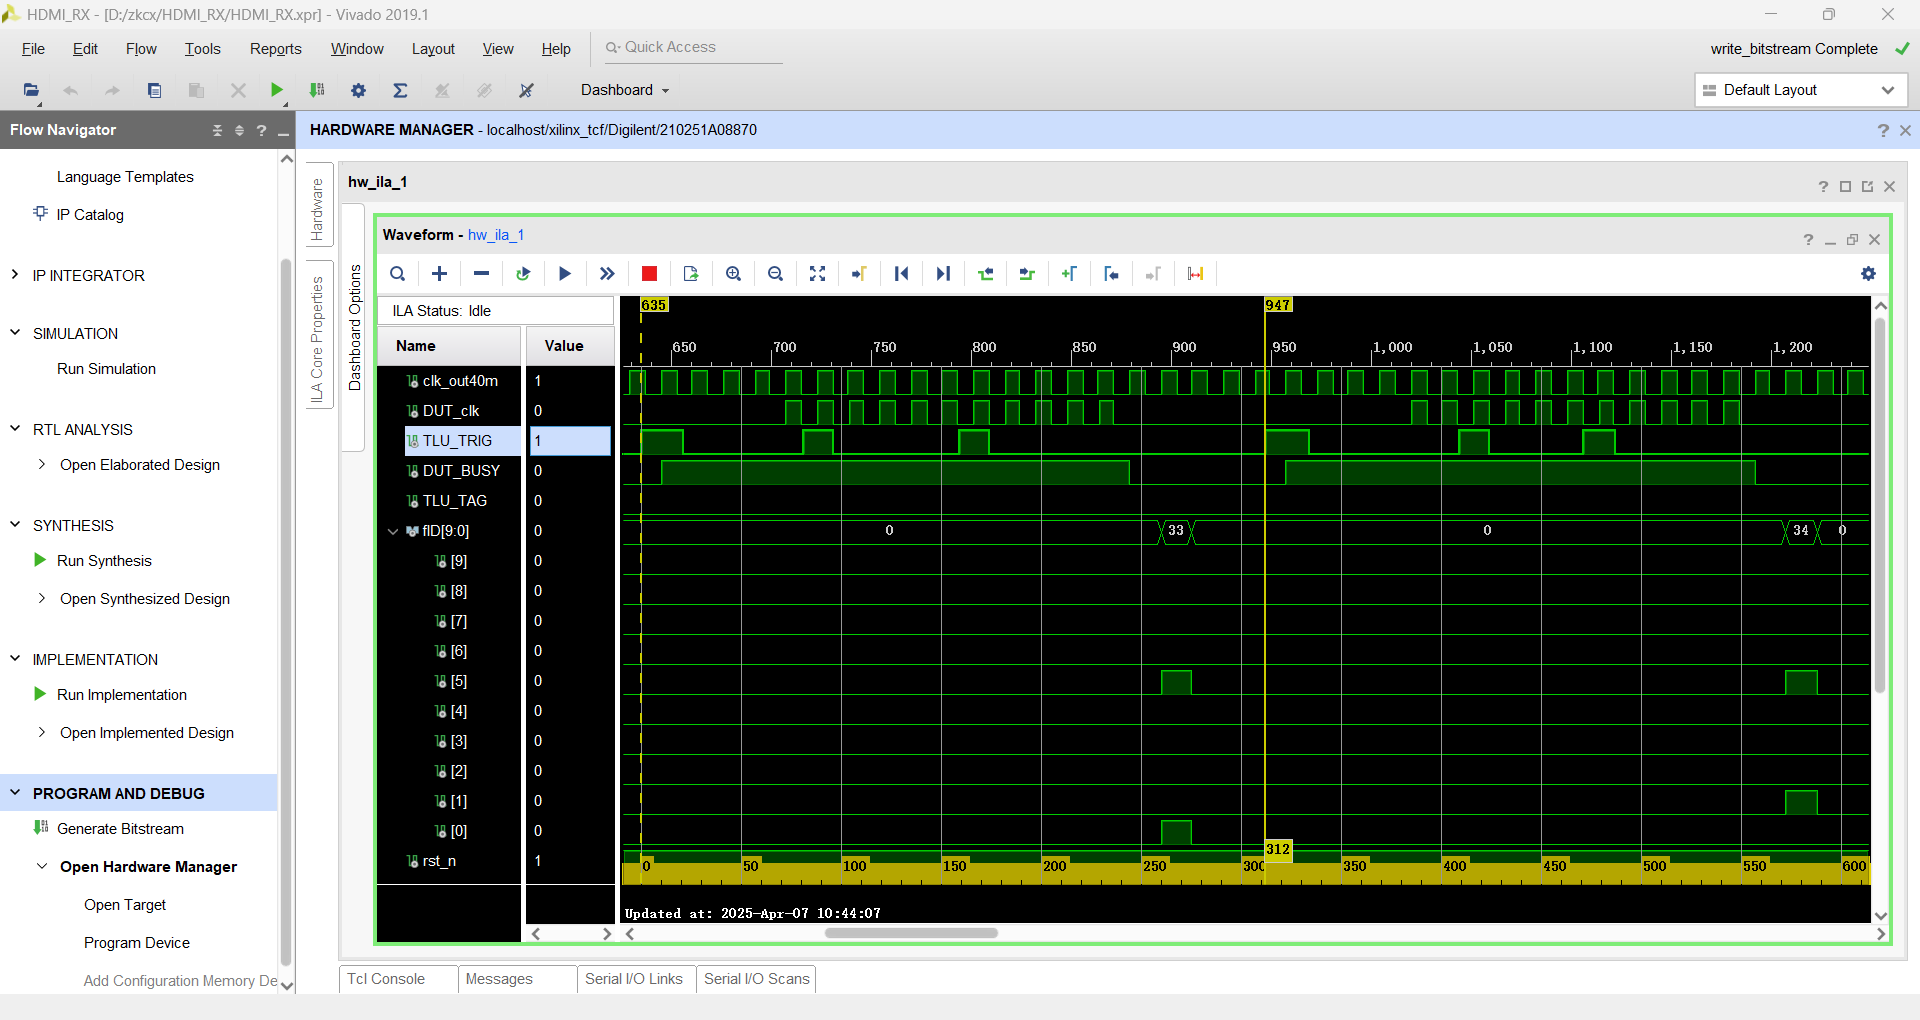 HDMI_RX - [D:/zkcx/HDMI_RX/HDMI_RX.xpr] - Vivado 2019.1
File Edit Flow Tools Reports Window Layout View Help Quick Access
write_bitstream Complete
Dashboard
Default Layout
Flow Navigator
HARDWARE MANAGER - localhost/xilinx_tcf/Digilent/210251A08870
Language Templates
IP Catalog
IP INTEGRATOR
SIMULATION
Run Simulation
RTL ANALYSIS
Open Elaborated Design
SYNTHESIS
Run Synthesis
Open Synthesized Design
IMPLEMENTATION
Run Implementation
Open Implemented Design
PROGRAM AND DEBUG
Generate Bitstream
Open Hardware Manager
Open Target
Program Device
Add Configuration Memory De
Hardware
ILA Core Properties
hw_ila_1
Dashboard Options
Waveform - hw_ila_1
ILA Status: Idle
Name Value
clk_out40m 1
DUT_clk 0
TLU_TRIG 1
DUT_BUSY 0
TLU_TAG 0
fID[9:0] 0
[9] 0
[8] 0
[7] 0
[6] 0
[5] 0
[4] 0
[3] 0
[2] 0
[1] 0
[0] 0
rst_n 1
635 947
650 700 750 800 850 900 950 1,000 1,050 1,100 1,150 1,200
0 33 0 34 0
312
0 50 100 150 200 250 300 350 400 450 500 550 600
Updated at: 2025-Apr-07 10:44:07
Tcl Console Messages Serial I/O Links Serial I/O Scans